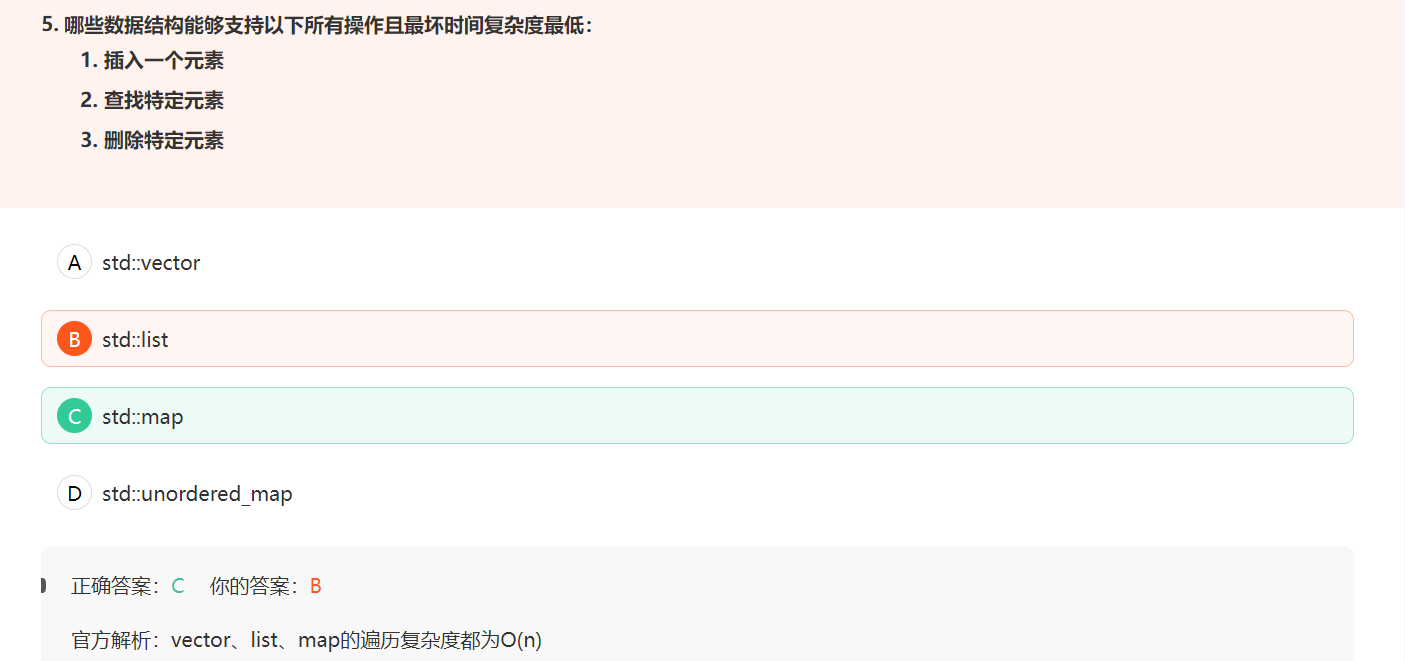 5. 哪些数据结构能够支持以下所有操作且最坏时间复杂度最低：
1. 插入一个元素
2. 查找特定元素
3. 删除特定元素
A std::vector
B std::list
C std::map
D std::unordered_map
正确答案：C 你的答案：B
官方解析：vector、list、map的遍历复杂度都为O(n)